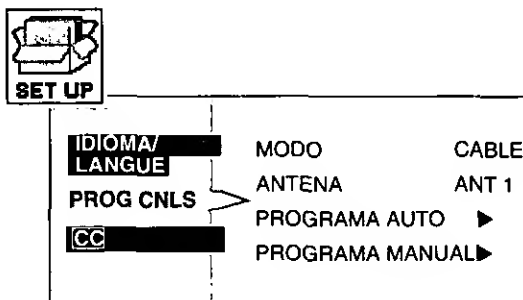 SET UP
IDIOMA/
LANGUE
PROG CNLS
CC
MODO CABLE
ANTENA ANT 1
PROGRAMA AUTO ▶
PROGRAMA MANUAL▶